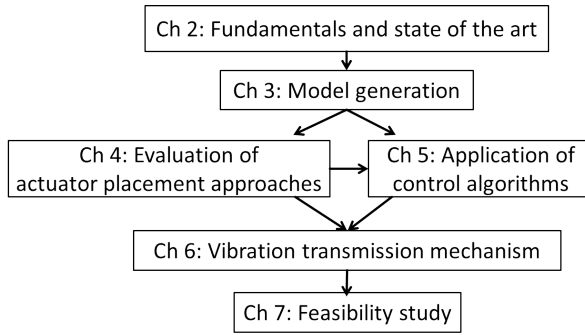 Ch 2: Fundamentals and state of the art
Ch 3: Model generation
Ch 4: Evaluation of
actuator placement approaches
Ch 5: Application of
control algorithms
Ch 6: Vibration transmission mechanism
Ch 7: Feasibility study